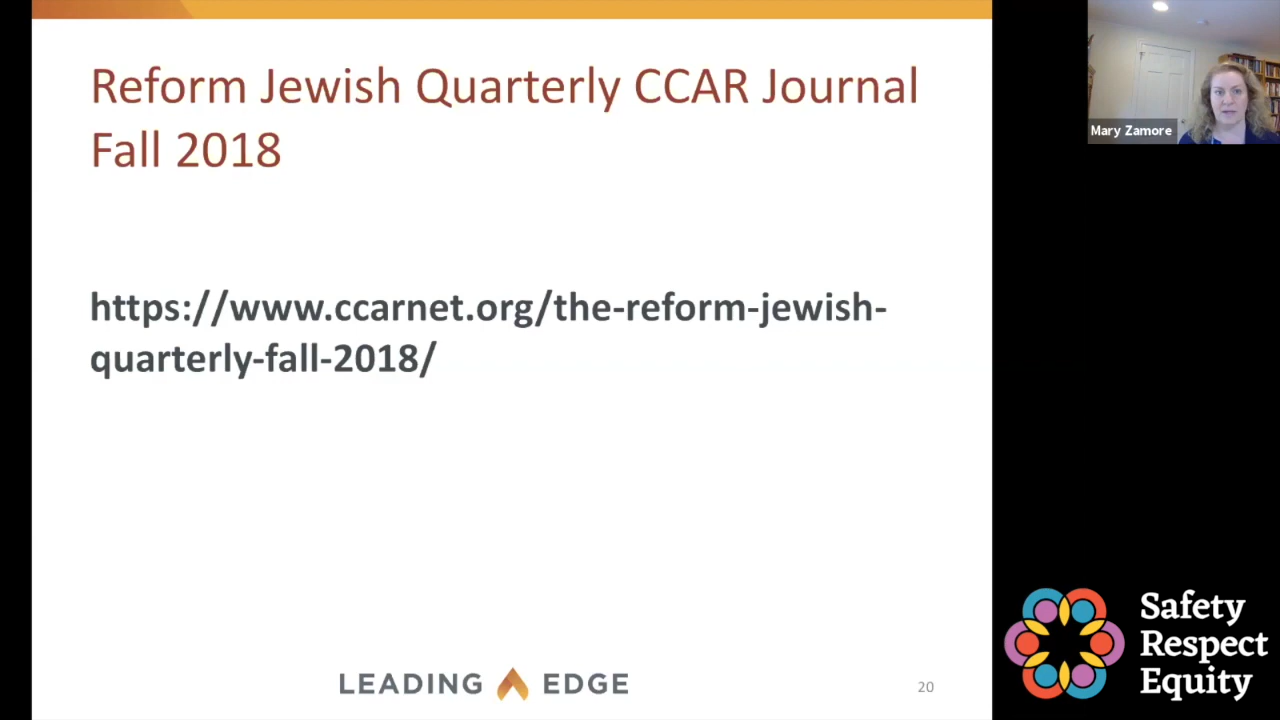 Reform Jewish Quarterly CCAR Journal
Fall 2018
https://www.ccarnet.org/the-reform-jewish-
quarterly-fall-2018/
LEADING EDGE
20
Mary Zamore
Safety
Respect
Equity